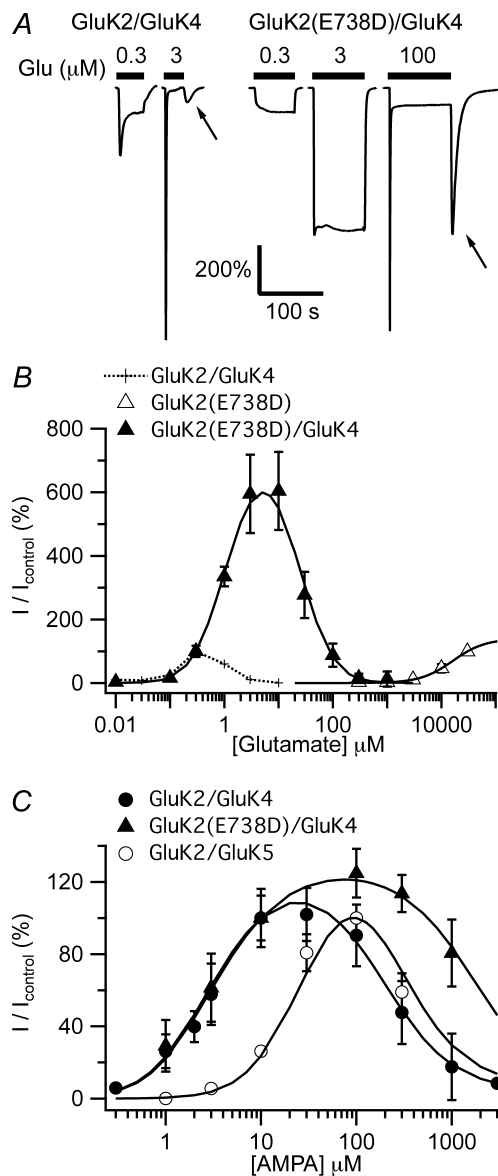 A
GluK2/GluK4 GluK2(E738D)/GluK4
Glu (μM) 0.3 3 0.3 3 100
200%
100 s
B
GluK2/GluK4
GluK2(E738D)
GluK2(E738D)/GluK4
800
600
400
200
0
I / Icontrol (%)
0.01 1 100 10000
[Glutamate] μM
C
GluK2/GluK4
GluK2(E738D)/GluK4
GluK2/GluK5
120
80
40
0
I / Icontrol (%)
1 10 100 1000
[AMPA] μM